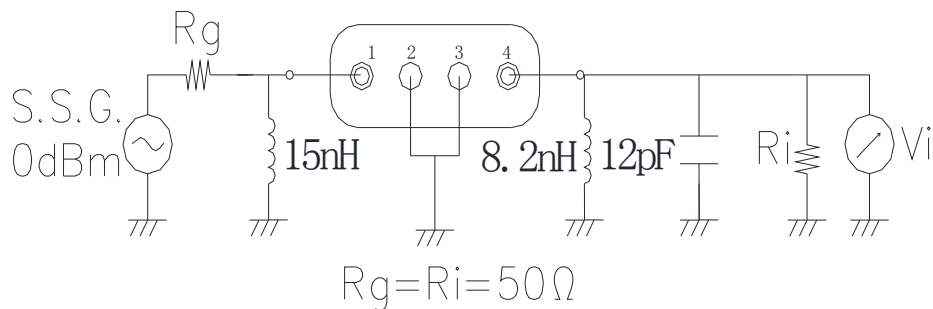 Rg
1 2 3 4
S.S.G.
0dBm
15nH
8.2nH
12pF
Ri
Vi
Rg=Ri=50Ω